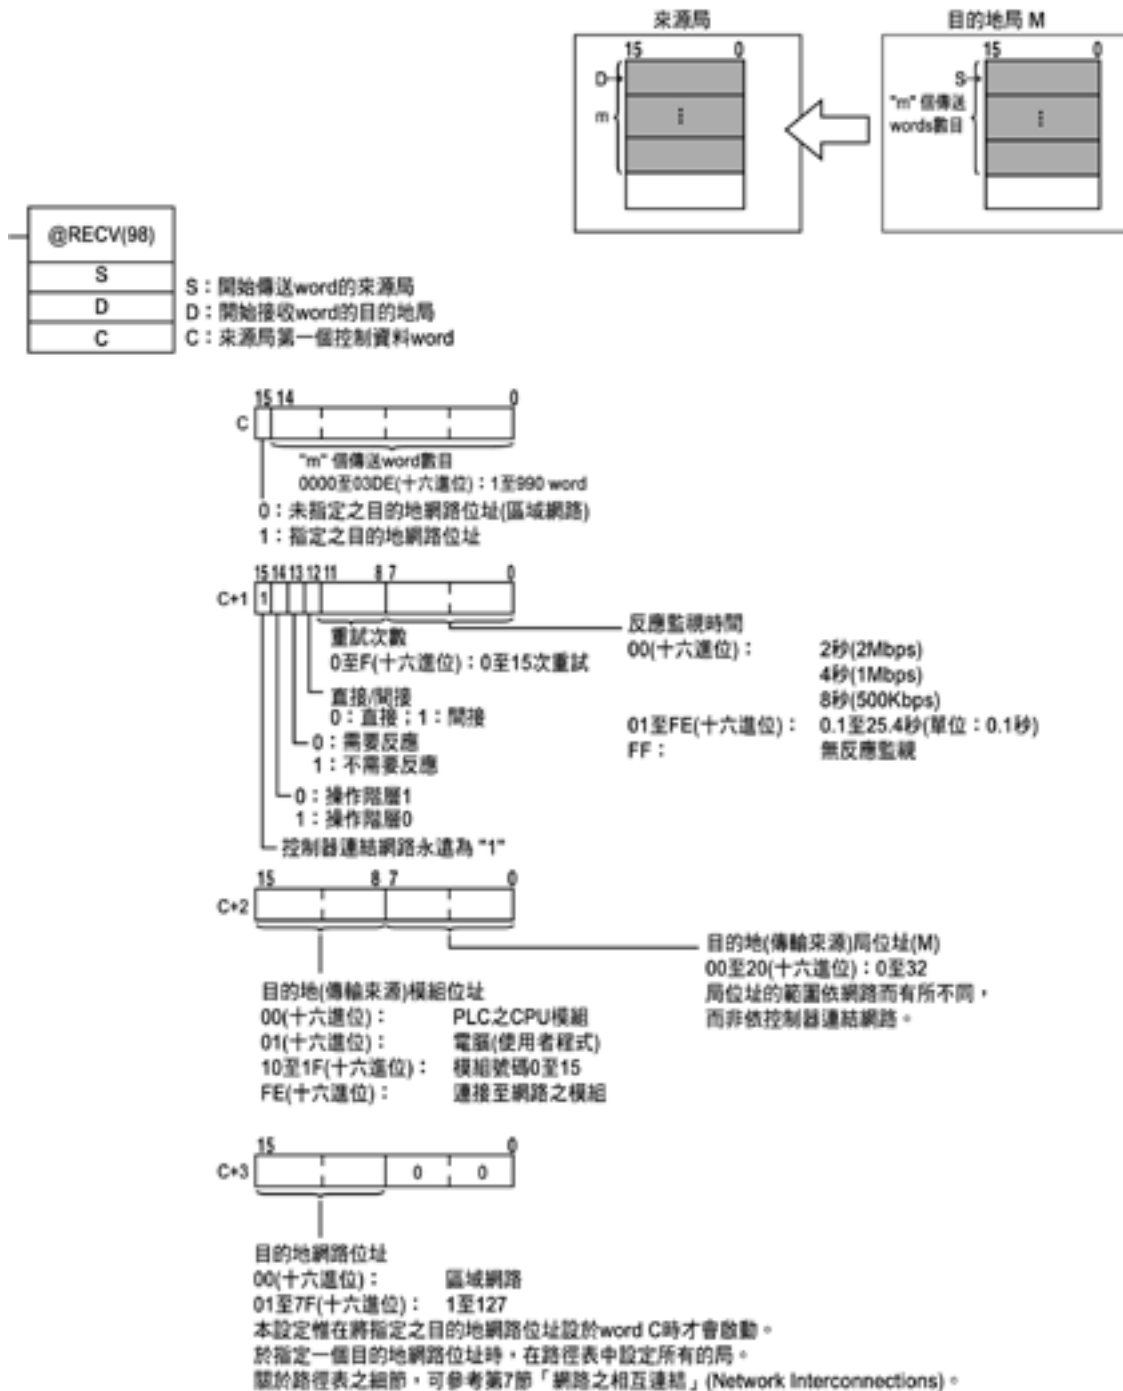 來源局
目的地局 M
15 0
15 0
D
m
S
"m" 個傳送
words數目
@RECV(98)
S
D
C
S：開始傳送word的來源局
D：開始接收word的目的地局
C：來源局第一個控制資料word
15 14 0
C
"m" 個傳送word數目
0000至03DE(十六進位)：1至990 word
0：未指定之目的地網路位址(區域網路)
1：指定之目的地網路位址
15 14 13 12 11 8 7 0
C+1 1
重試次數
0至F(十六進位)：0至15次重試
直接/間接
0：直接；1：間接
0：需要反應
1：不需要反應
0：操作階層1
1：操作階層0
控制器連結網路永遠為 "1"
反應監視時間
00(十六進位)： 2秒(2Mbps)
4秒(1Mbps)
8秒(500Kbps)
01至FE(十六進位)： 0.1至25.4秒(單位：0.1秒)
FF： 無反應監視
15 8 7 0
C+2
目的地(傳輸來源)局位址(M)
00至20(十六進位)：0至32
局位址的範圍依網路而有所不同，
而非依控制器連結網路。
目的地(傳輸來源)模組位址
00(十六進位)： PLC之CPU模組
01(十六進位)： 電腦(使用者程式)
10至1F(十六進位)： 模組號碼0至15
FE(十六進位)： 連接至網路之模組
15 0
C+3 0 0
目的地網路位址
00(十六進位)： 區域網路
01至7F(十六進位)： 1至127
本設定惟在將指定之目的地網路位址設於word C時才會啟動。
於指定一個目的地網路位址時，在路徑表中設定所有的局。
關於路徑表之細節，可參考第7節「網路之相互連結」(Network Interconnections)。